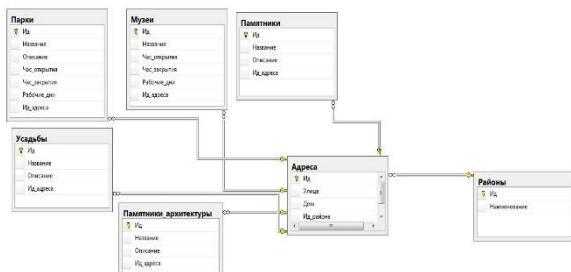 Парки
Ид
Название
Описание
Час_открытия
Час_закрытия
Рабочие_дни
Ид_адреса
Музеи
Ид
Название
Час_открытия
Час_закрытия
Рабочие_дни
Ид_адреса
Памятники
Ид
Название
Описание
Ид_адреса
Усадьбы
Ид
Название
Описание
Ид_адреса
Памятники_архитектуры
Ид
Название
Описание
Ид_адреса
Адреса
Ид
Улица
Дом
Ид_района
Районы
Ид
Наименование